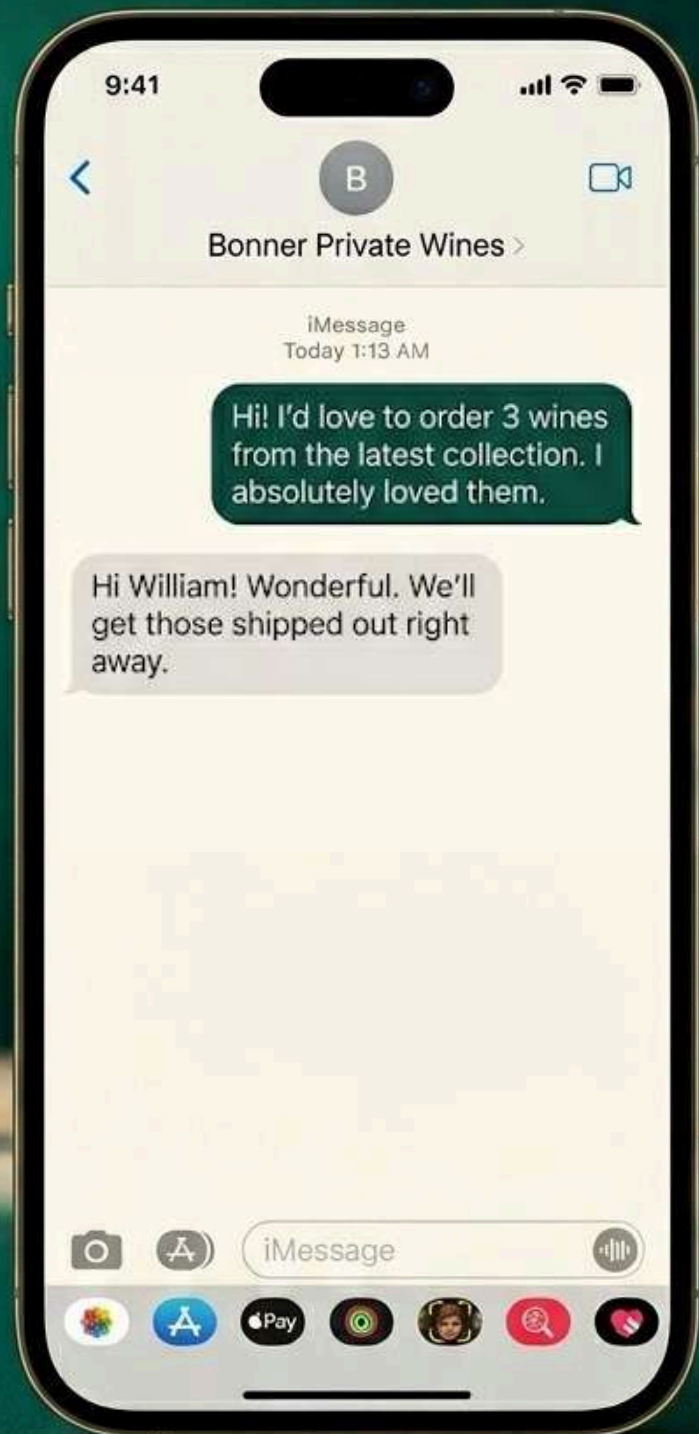 9:41
B
Bonner Private Wines
iMessage
Today 1:13 AM
Hi! I'd love to order 3 wines
from the latest collection. I
absolutely loved them.
Hi William! Wonderful. We'll
get those shipped out right
away.
iMessage
Pay